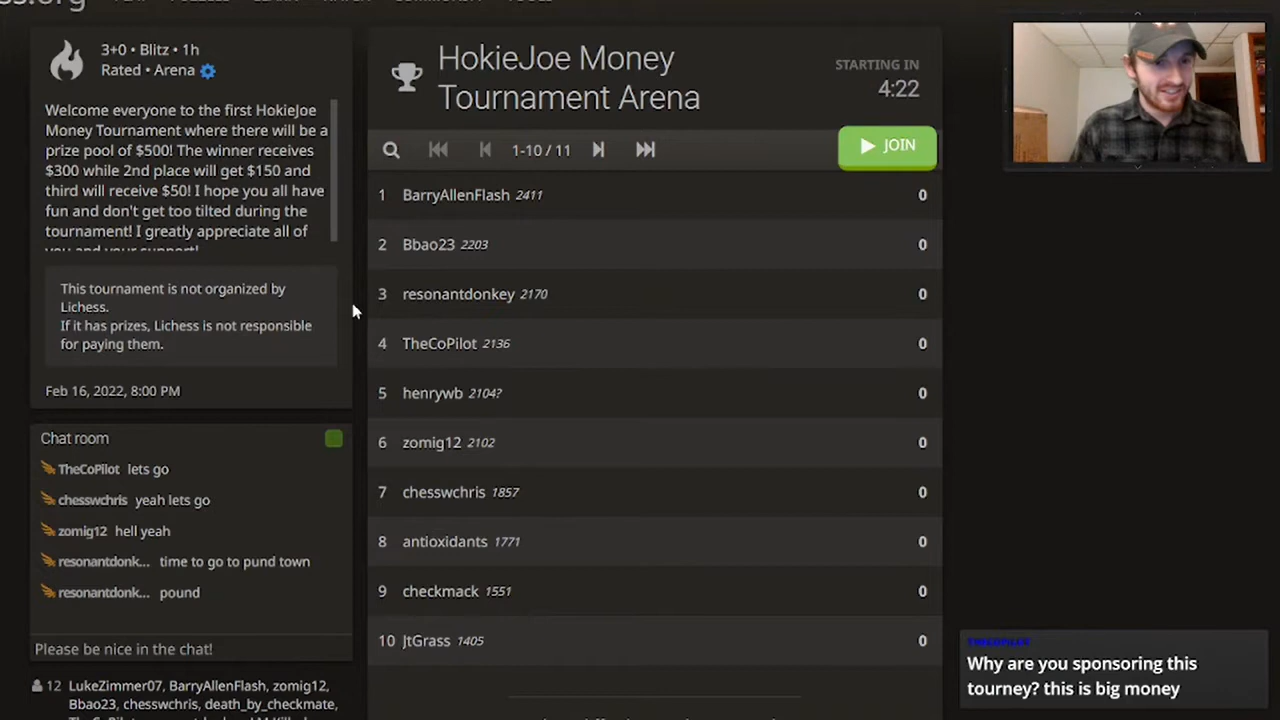 3+0 • Blitz • 1h
Rated • Arena
Welcome everyone to the first HokieJoe
Money Tournament where there will be a
prize pool of $500! The winner receives
$300 while 2nd place will get $150 and
third will receive $50! I hope you all have
fun and don't get too tilted during the
tournament! I greatly appreciate all of
you and your support!
This tournament is not organized by
Lichess.
If it has prizes, Lichess is not responsible
for paying them.
Feb 16, 2022, 8:00 PM
Chat room
TheCoPilot lets go
chesswchris yeah lets go
zomig12 hell yeah
resonantdonk... time to go to pund town
resonantdonk... pound
Please be nice in the chat!
12 LukeZimmer07, BarryAllenFlash, zomig12,
Bbao23, chesswchris, death_by_checkmate,
HokieJoe Money
Tournament Arena
STARTING IN
4:22
1-10 / 11
JOIN
1 BarryAllenFlash 2411 0
2 Bbao23 2203 0
3 resonantdonkey 2170 0
4 TheCoPilot 2136 0
5 henrywb 2104? 0
6 zomig12 2102 0
7 chesswchris 1857 0
8 antioxidants 1771 0
9 checkmack 1551 0
10 JtGrass 1405 0
Why are you sponsoring this
tourney? this is big money